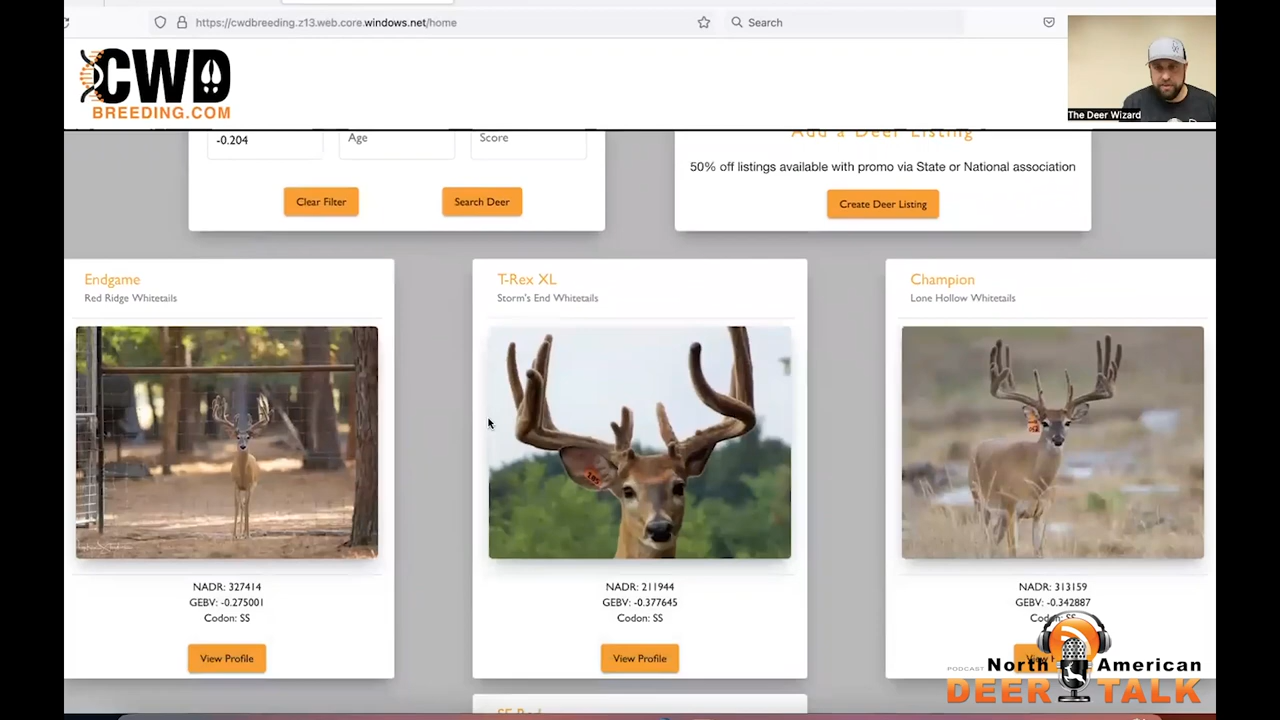 https://cwdbreeding.z13.web.core.windows.net/home
Search
CWD
BREEDING.COM
The Deer Wizard
-0.204
Age
Score
Clear Filter
Search Deer
Add a Deer Listing
50% off listings available with promo via State or National association
Create Deer Listing
Endgame
Red Ridge Whitetails
T-Rex XL
Storm's End Whitetails
Champion
Lone Hollow Whitetails
NADR: 327414
GEBV: -0.275001
Codon: SS
View Profile
NADR: 211944
GEBV: -0.377645
Codon: SS
View Profile
NADR: 313159
GEBV: -0.342887
Codon: SS
View
PODCAST North American
DEER TALK